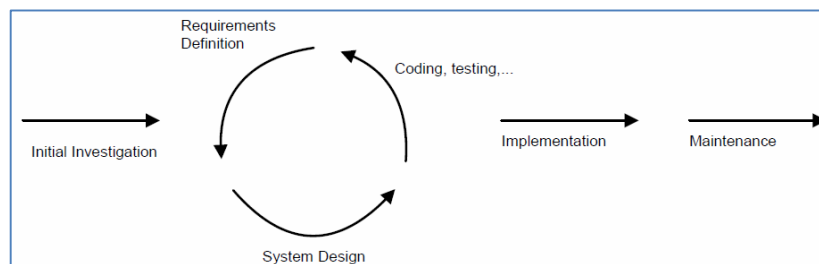 Requirements
Definition
Coding, testing,...
Initial Investigation
Implementation
Maintenance
System Design